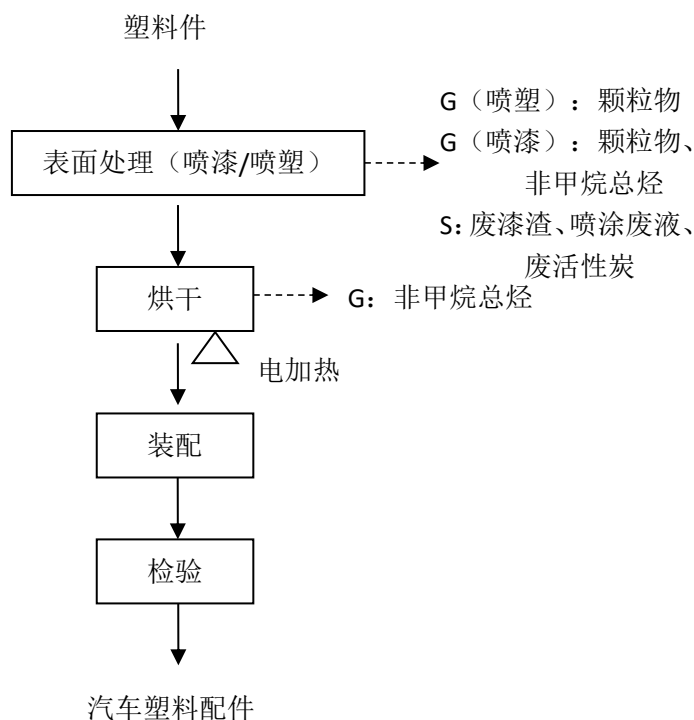 塑料件
G（喷塑）：颗粒物
G（喷漆）：颗粒物、
非甲烷总烃
S：废漆渣、喷涂废液、
废活性炭
表面处理（喷漆/喷塑）
烘干
G：非甲烷总烃
电加热
装配
检验
汽车塑料配件